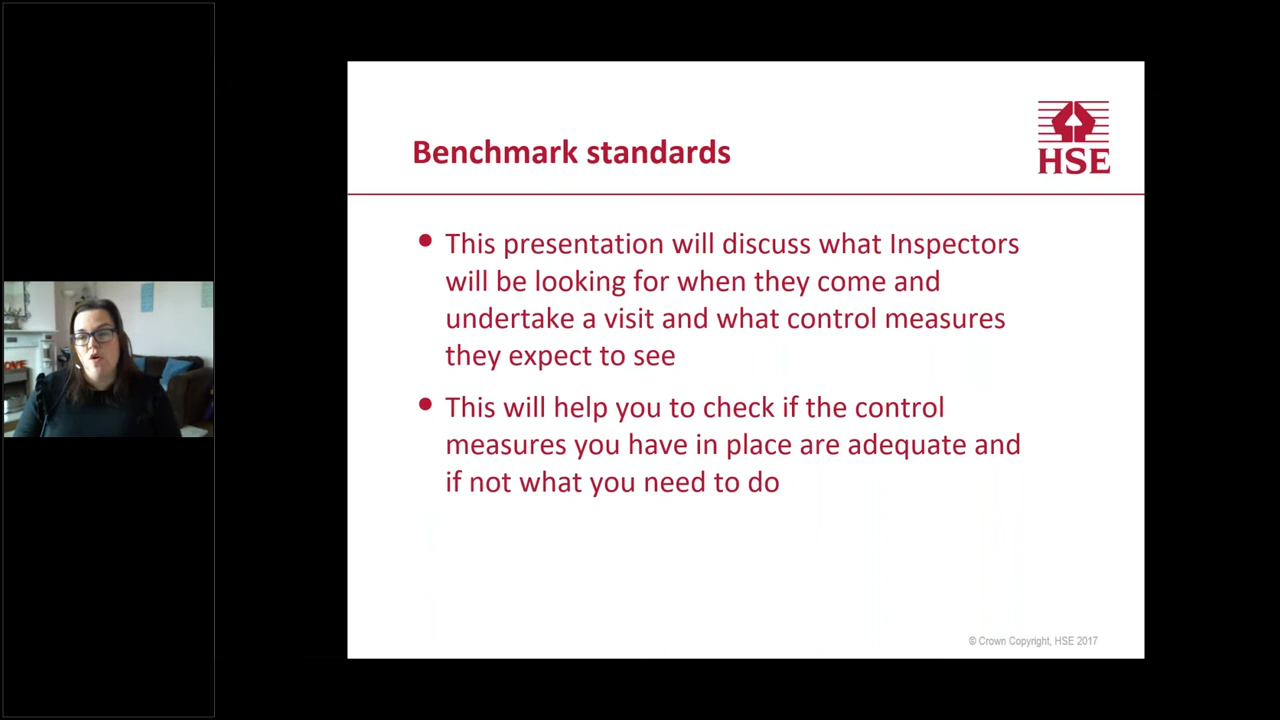 Benchmark standards
HSE
This presentation will discuss what Inspectors
will be looking for when they come and
undertake a visit and what control measures
they expect to see
This will help you to check if the control
measures you have in place are adequate and
if not what you need to do
© Crown Copyright, HSE 2017
OVE